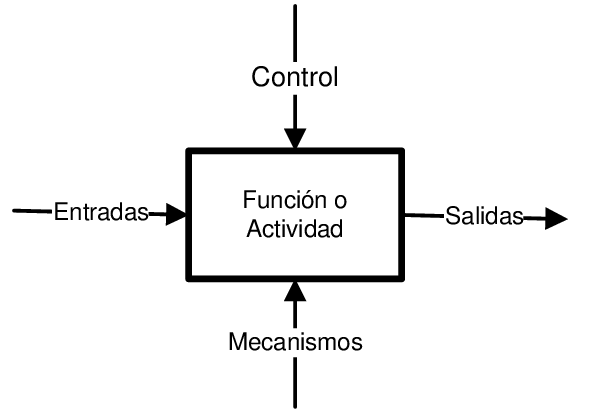 Control
Entradas
Función o
Actividad
Salidas
Mecanismos